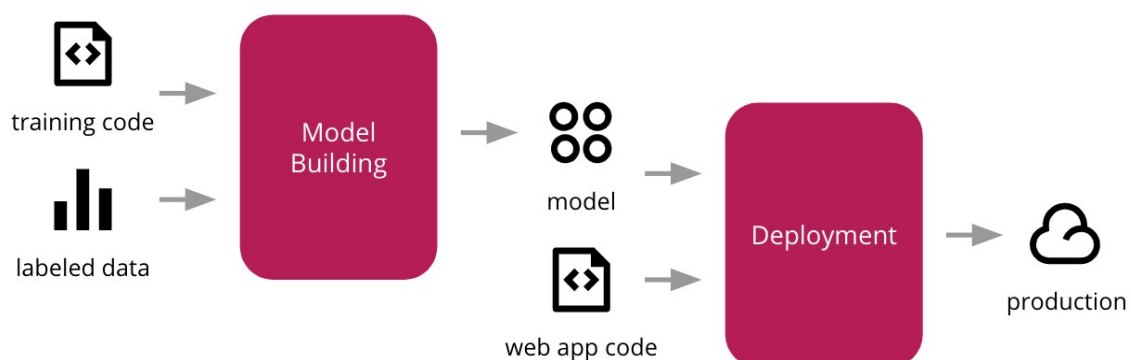 training code
labeled data
Model
Building
model
web app code
Deployment
production